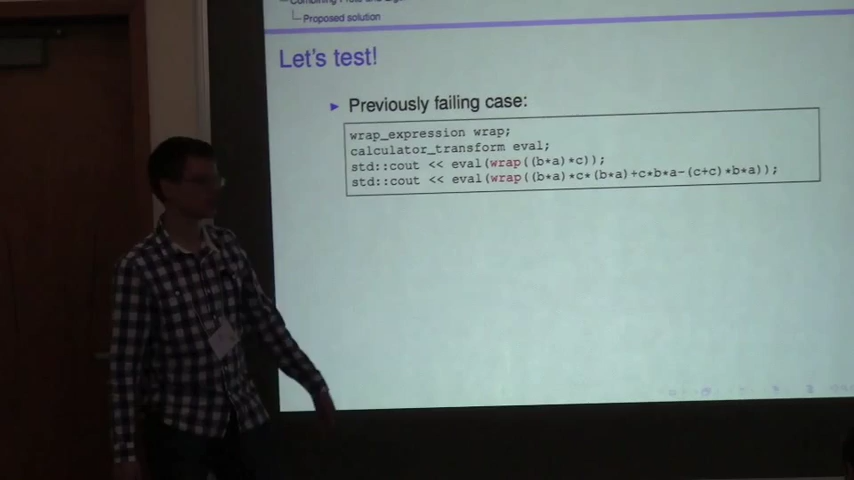 Proposed solution
Let's test!
Previously failing case:
wrap_expression wrap;
calculator_transform eval;
std::cout << eval(wrap((b*a)*c));
std::cout << eval(wrap((b*a)*c*(b*a)+c*b*a-(c+c)*b*a));